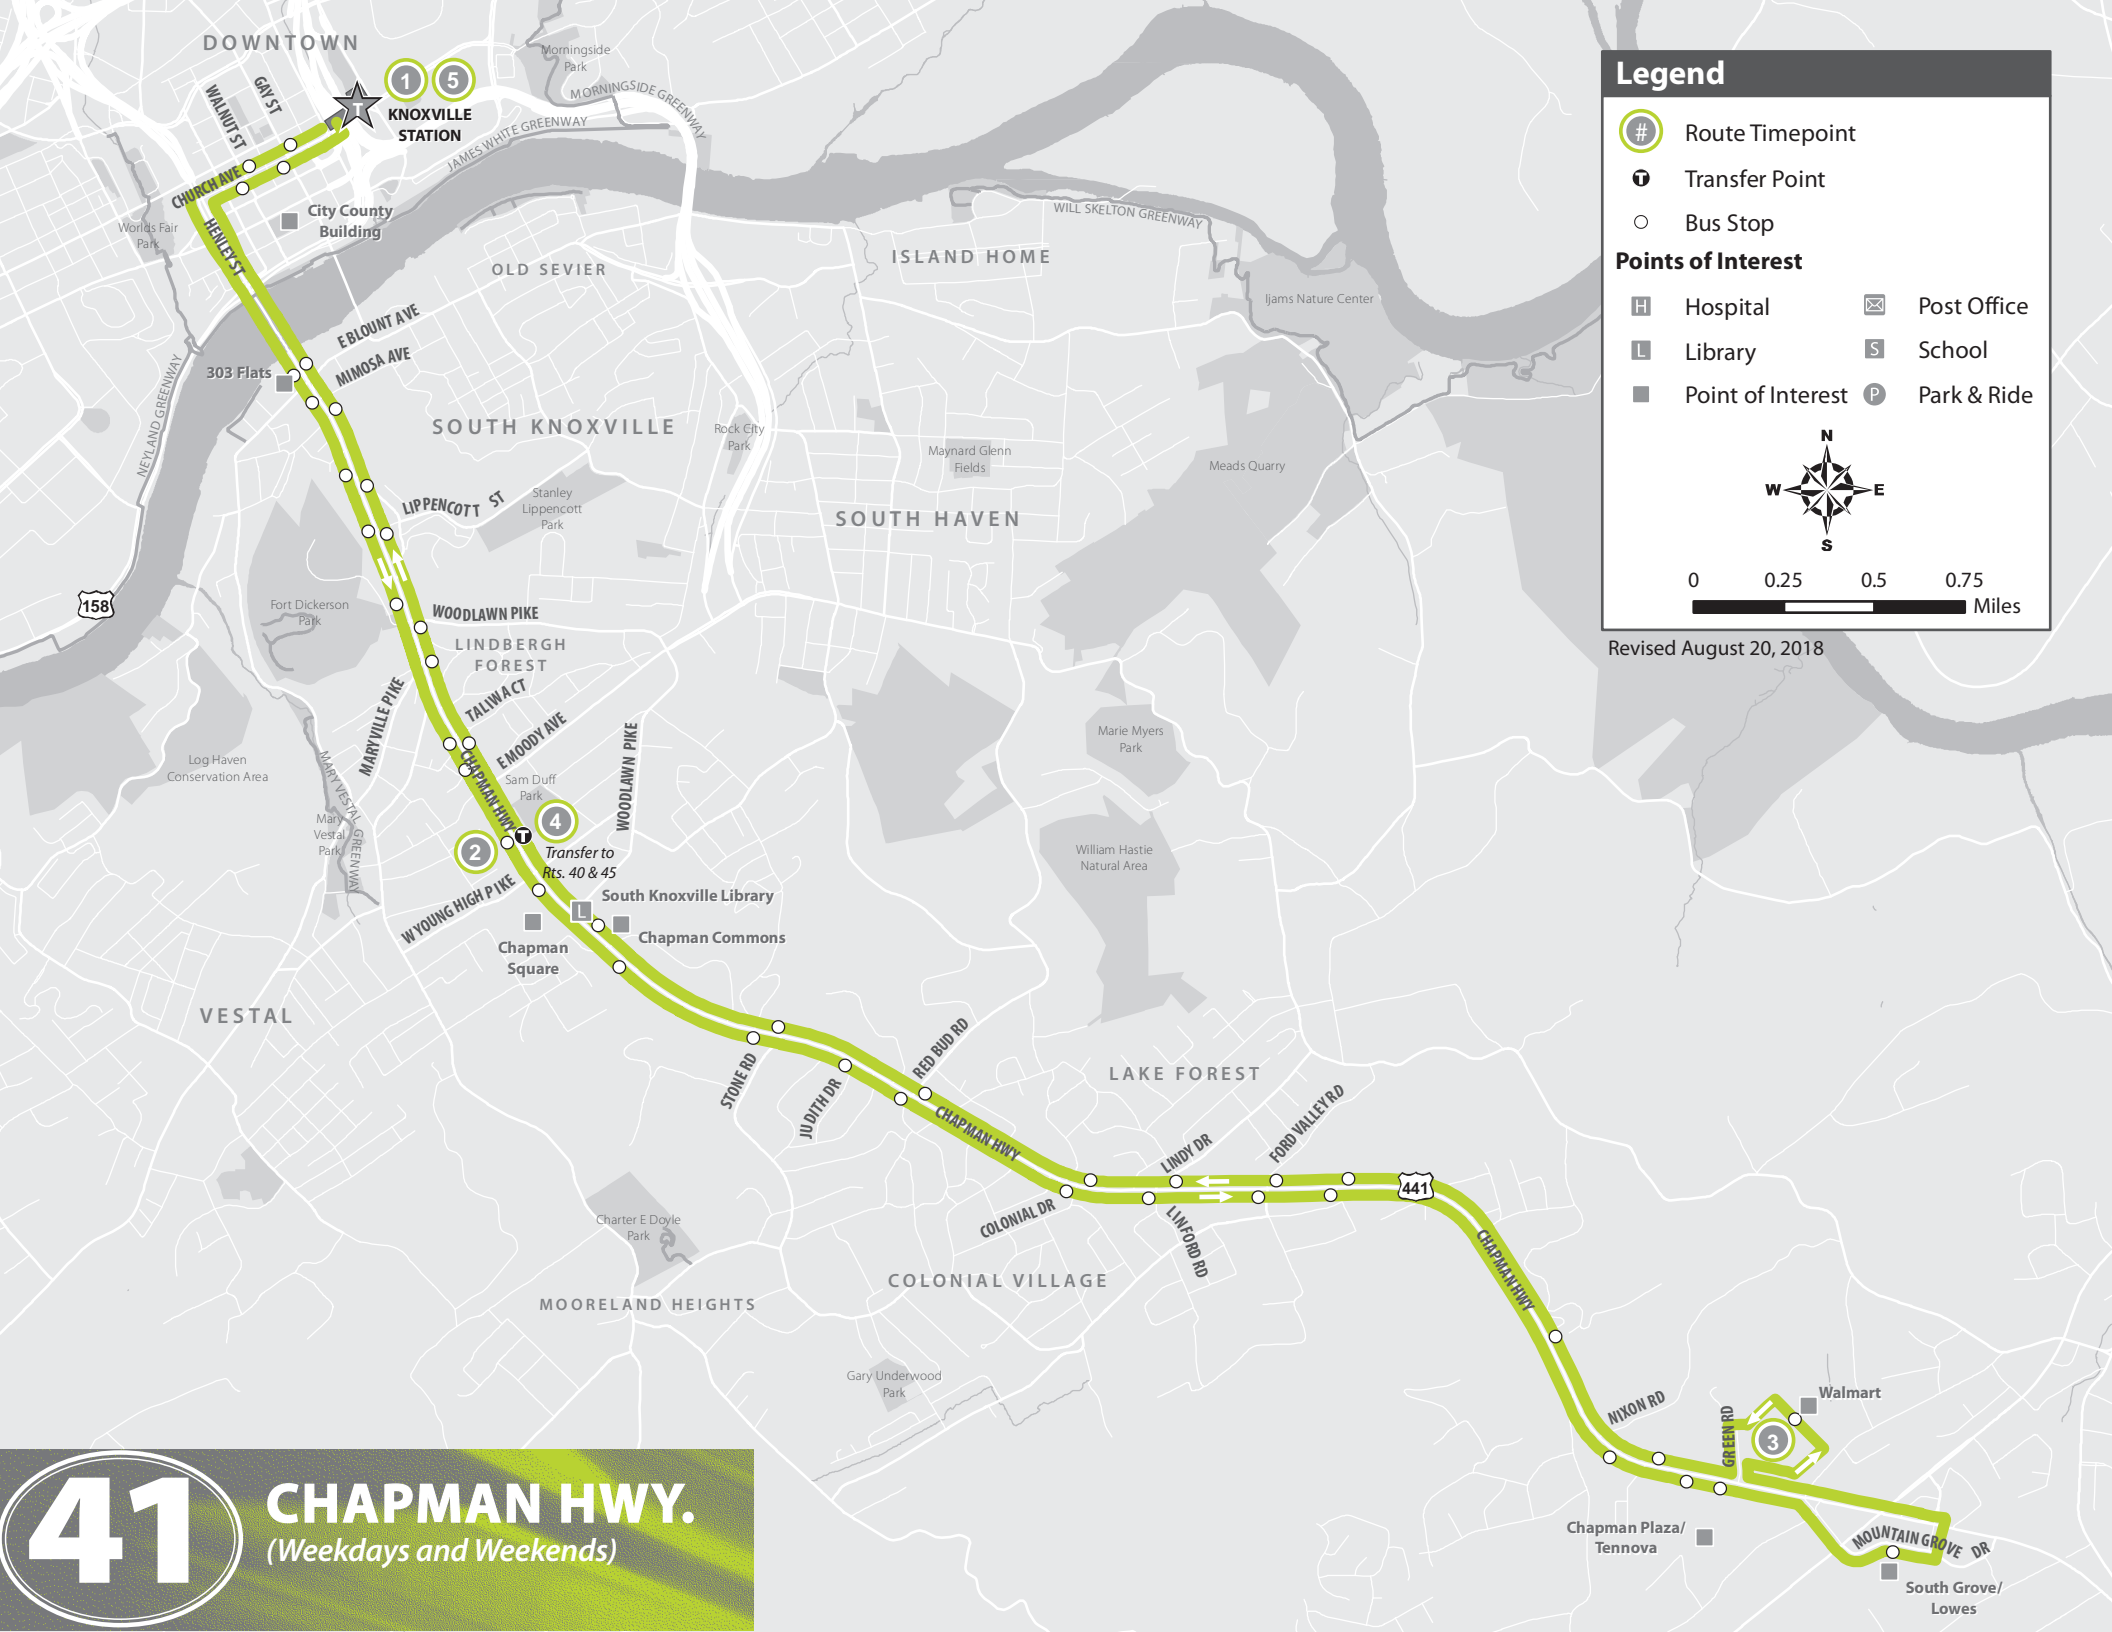 DOWNTOWN
WALNUT ST
GAY ST
T
1
5
KNOXVILLE
STATION
Morningside
Park
MORNINGSIDE GREENWAY
JAMES WHITE GREENWAY
CHURCH AVE
HENLEY ST
City County
Building
Worlds Fair
Park
OLD SEVIER
ISLAND HOME
WILL SKELTON GREENWAY
Ijams Nature Center
E BLOUNT AVE
MIMOSA AVE
303 Flats
NEYLAND GREENWAY
SOUTH KNOXVILLE
Rock City
Park
Maynard Glenn
Fields
Meads Quarry
LIPPENCOTT ST
Stanley
Lippencott
Park
SOUTH HAVEN
158
Fort Dickerson
Park
WOODLAWN PIKE
LINDBERGH
FOREST
TALIWA CT
MARYVILLE PIKE
E MOODY AVE
WOODLAWN PIKE
CHAPMAN HWY
Sam Duff
Park
Log Haven
Conservation Area
MARY VESTAL GREENWAY
Mary
Vestal
Park
Marie Myers
Park
William Hastie
Natural Area
4
T
2
Transfer to
Rts. 40 & 45
W YOUNG HIGH PIKE
L
South Knoxville Library
Chapman Commons
Chapman
Square
VESTAL
STONE RD
JUDITH DR
RED BUD RD
CHAPMAN HWY
LAKE FOREST
LINDY DR
FORD VALLEY RD
441
COLONIAL DR
LINFORD RD
Charter E Doyle
Park
COLONIAL VILLAGE
MOORELAND HEIGHTS
CHAPMAN HWY
Gary Underwood
Park
NIXON RD
GREEN RD
Walmart
3
Chapman Plaza/
Tennova
MOUNTAIN GROVE DR
South Grove/
Lowes
Legend
# Route Timepoint
T Transfer Point
Bus Stop
Points of Interest
H Hospital
Post Office
L Library
S School
Point of Interest
P Park & Ride
N
W E
S
0 0.25 0.5 0.75
Miles
Revised August 20, 2018
41
CHAPMAN HWY.
(Weekdays and Weekends)